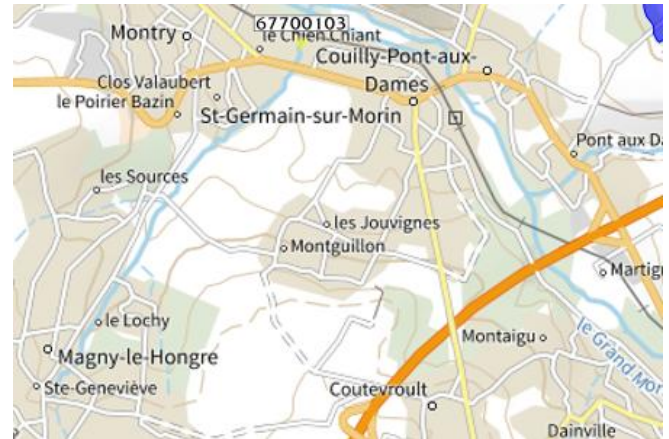 67700103
Montry
le Chien Chiant
Couilly-Pont-aux-
Dames
Clos Valaubert
le Poirier Bazin
St-Germain-sur-Morin
Pont aux Da
les Sources
les Jouvignes
Montguillon
Martign
le Lochy
Montaigu
le Grand Mor
Magny-le-Hongre
Ste-Geneviève
Coutevroult
Dainville